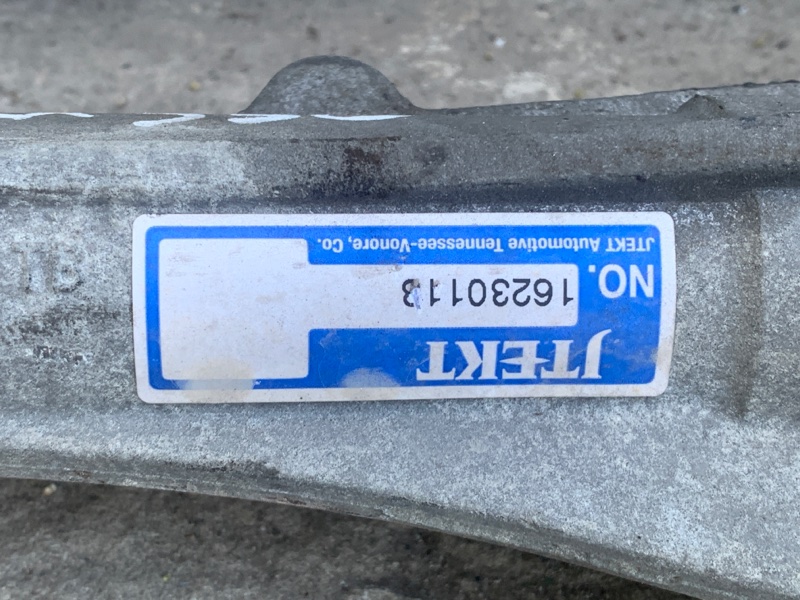 JTEKT
NO. 16230113
JTEKT Automotive Tennessee-Vonore, Co.